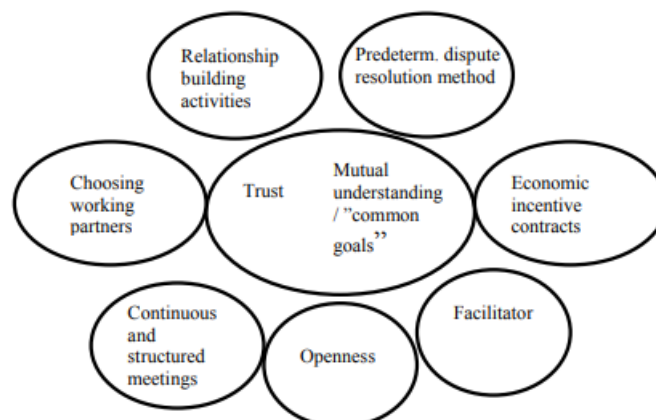 Relationship
building
activities
Predeterm. dispute
resolution method
Choosing
working
partners
Trust
Mutual
understanding
/ ”common
goals”
Economic
incentive
contracts
Continuous
and
structured
meetings
Openness
Facilitator